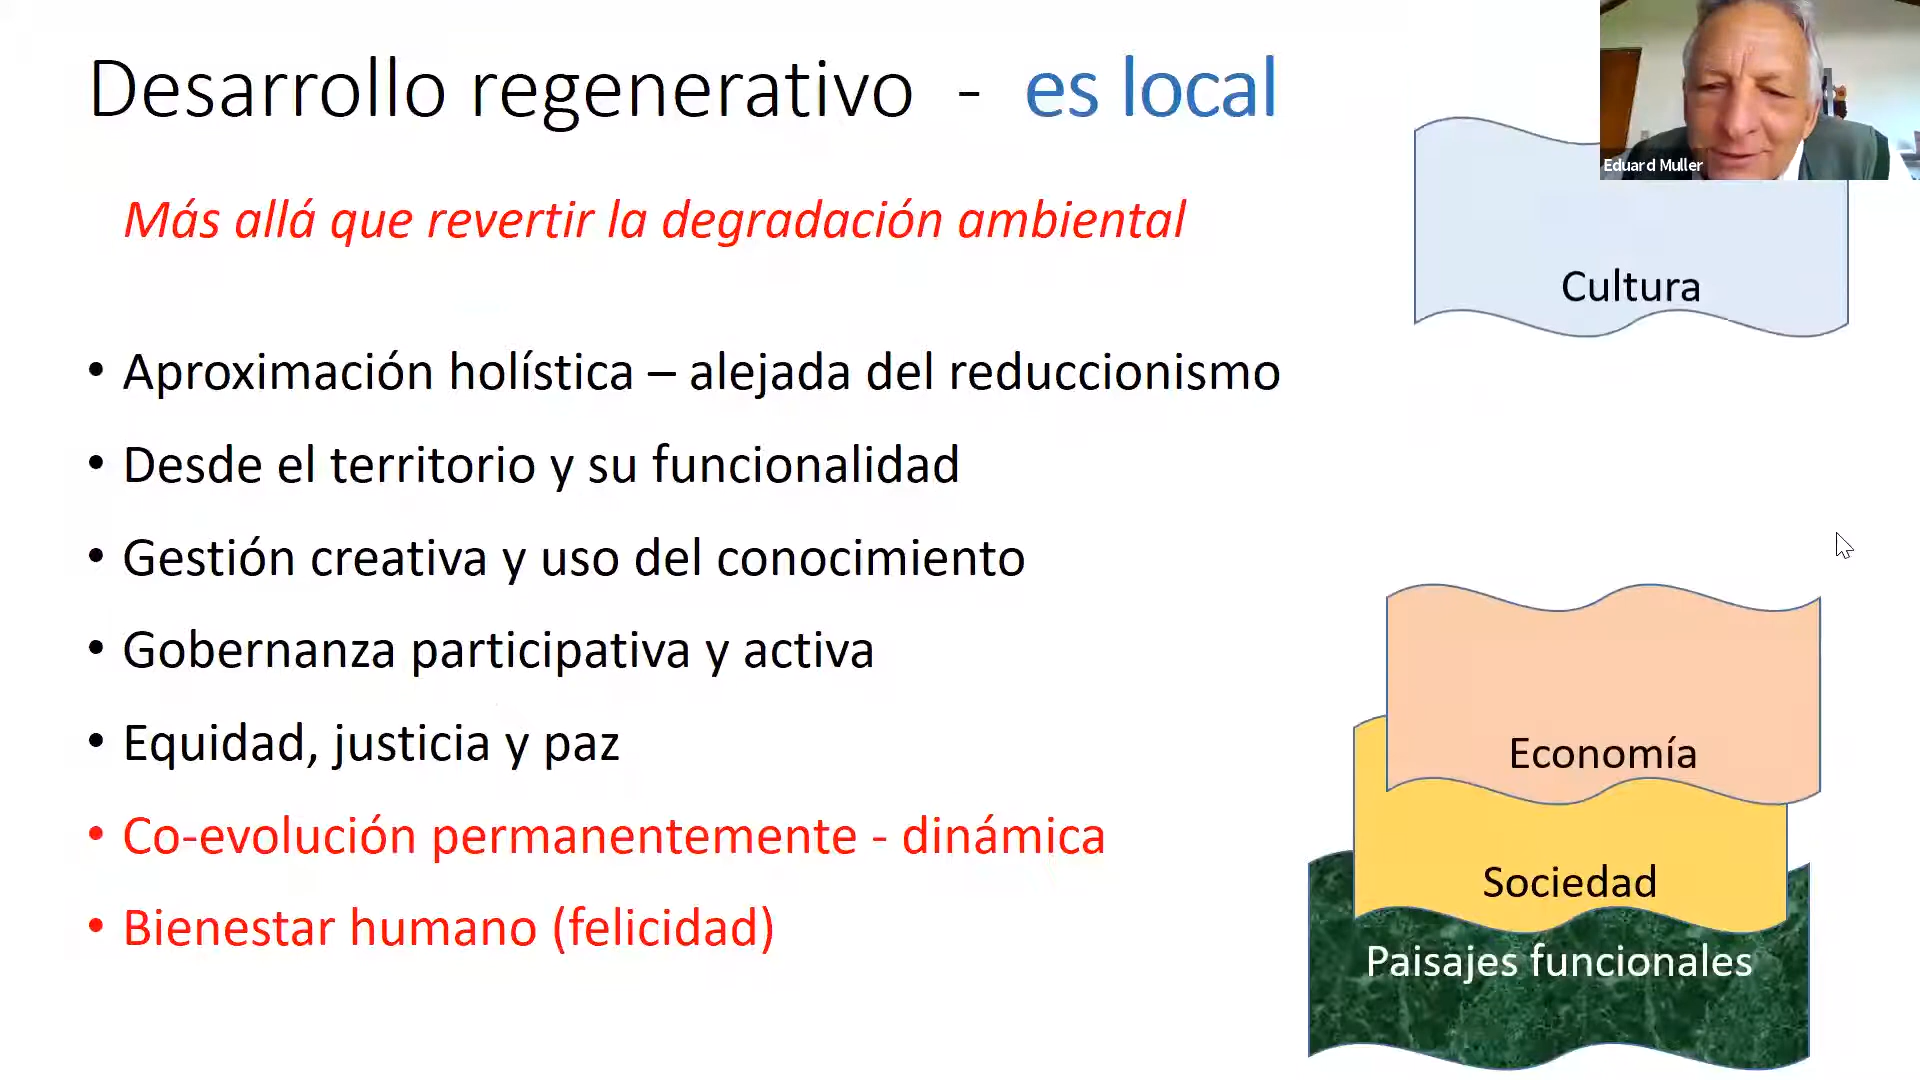 Desarrollo regenerativo - es local
Eduard Muller
Más allá que revertir la degradación ambiental
Cultura
• Aproximación holística – alejada del reduccionismo
• Desde el territorio y su funcionalidad
• Gestión creativa y uso del conocimiento
• Gobernanza participativa y activa
• Equidad, justicia y paz
• Co-evolución permanentemente - dinámica
• Bienestar humano (felicidad)
Economía
Sociedad
Paisajes funcionales